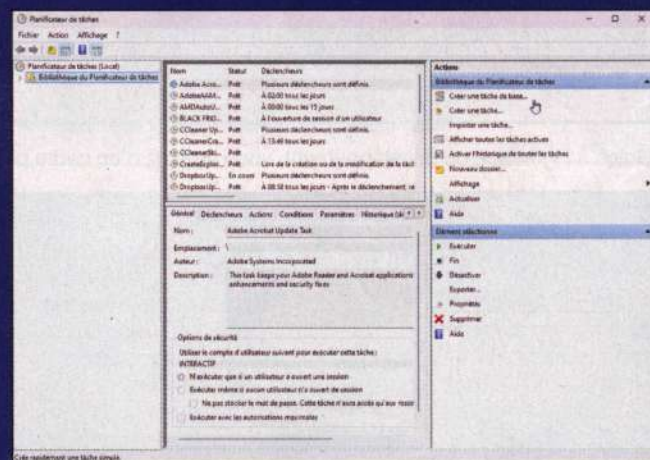 Planificateur de tâches
Fichier Action Affichage ?
Planificateur de tâches (Local)
Bibliothèque du Planificateur de tâches
Nom Statut Déclencheurs
Adobe Acro... Prêt Plusieurs déclencheurs sont définis.
AdobeAAM... Prêt À 02:00 tous les jours
AMDAutoU... Prêt À 00:00 tous les 15 jours
BLACK FRID... Prêt À l'ouverture de session d'un utilisateur
CCleaner Up... Prêt Plusieurs déclencheurs sont définis.
CCleanerCra... Prêt À 13:49 tous les jours
CCleanerSki... Prêt
CreateExplor... Prêt Lors de la création ou de la modification de la tâch
DropboxUp... En cours Plusieurs déclencheurs sont définis.
DropboxUp... Prêt tous les jours - Après le déclenchement, re
Général Déclencheurs Actions Conditions Paramètres Historique (dé
Nom : Adobe Acrobat Update Task
Emplacement : \
Auteur : Adobe Systems Incorporated
Description : This task keeps your Adobe Reader and Acrobat applications
enhancements and security fixes
Options de sécurité
Utiliser le compte d'utilisateur suivant pour exécuter cette tâche :
INTERACTIF
N'exécuter que si un utilisateur a ouvert une session
Exécuter même si aucun utilisateur n'a ouvert de session
Ne pas stocker le mot de passe. Cette tâche n'aura accès qu'aux resso
Exécuter avec les autorisations maximales
Actions
Bibliothèque du Planificateur de tâches
Créer une tâche de base...
Créer une tâche...
Importer une tâche...
Afficher toutes les tâches actives
Activer l'historique de toutes les tâches
Nouveau dossier...
Affichage
Actualiser
Aide
Élément sélectionné
Exécuter
Fin
Désactiver
Exporter...
Propriétés
Supprimer
Aide
Crée rapidement une tâche simple.